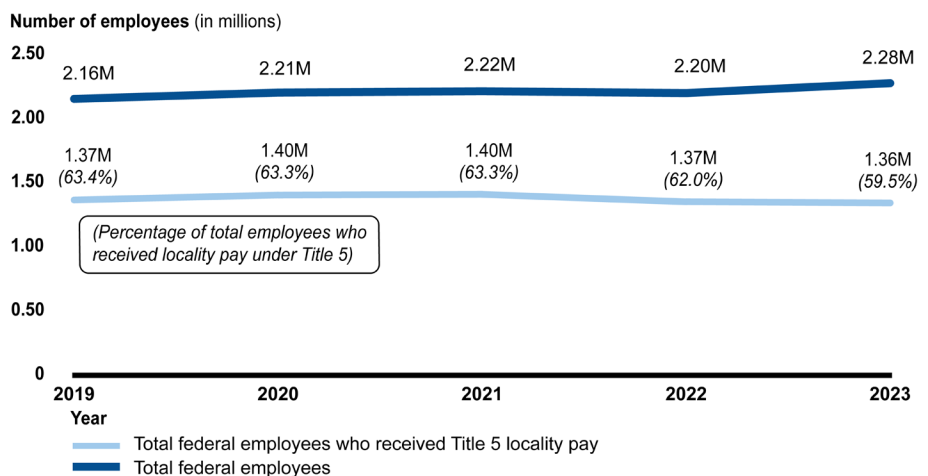 Number of employees (in millions)
2.50
2.16M
2.21M
2.22M
2.20M
2.28M
2.00
1.37M
(63.4%)
1.40M
(63.3%)
1.40M
(63.3%)
1.37M
(62.0%)
1.36M
(59.5%)
1.50
(Percentage of total employees who
received locality pay under Title 5)
1.00
0.50
0
2019
2020
2021
2022
2023
Year
Total federal employees who received Title 5 locality pay
Total federal employees